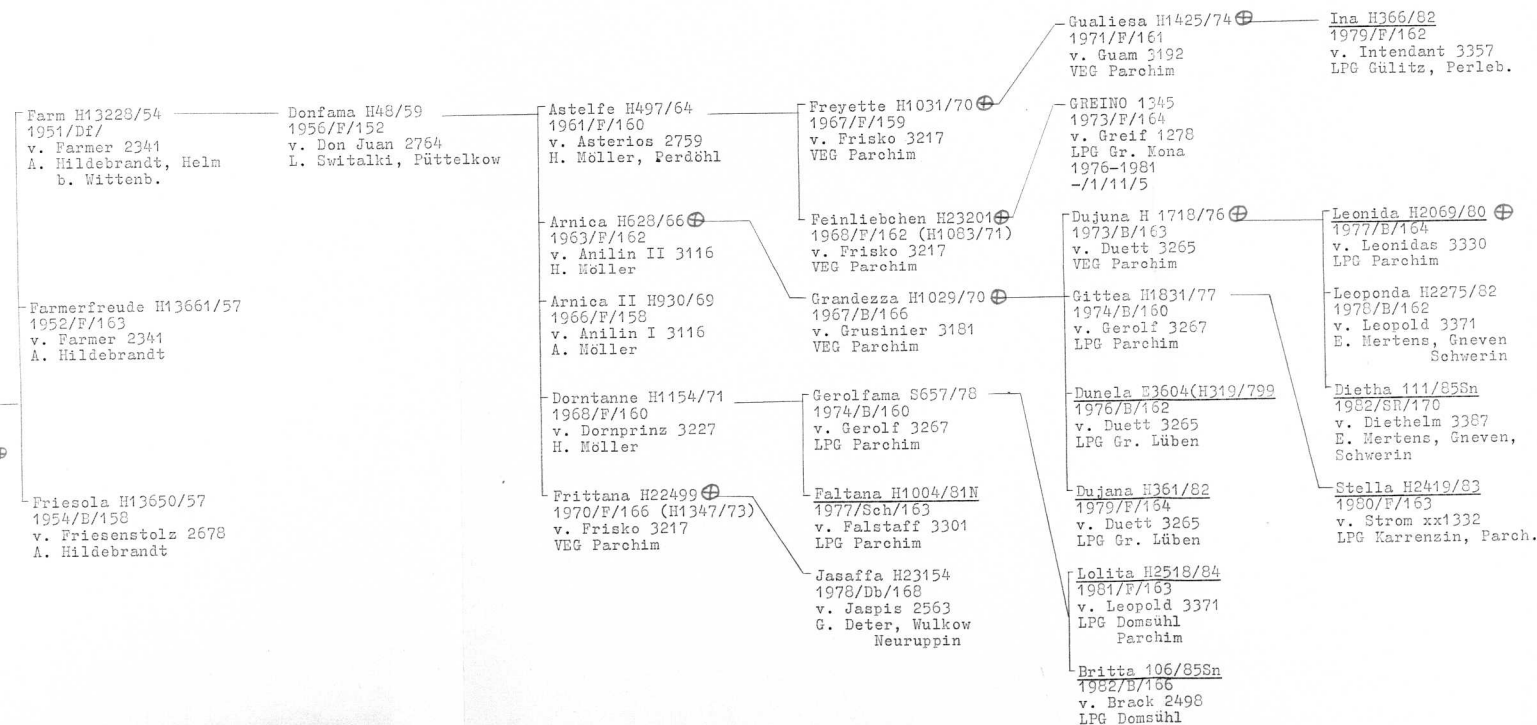 Farm H13228/54
1951/Df/
v. Farmer 2341
A. Hildebrandt, Helm
b. Wittenb.
Farmerfreude H13661/57
1952/F/163
v. Farmer 2341
A. Hildebrandt
Friesola H13650/57
1954/B/158
v. Friesenstolz 2678
A. Hildebrandt
Donfama H48/59
1956/F/152
v. Don Juan 2764
L. Switalki, Püttelkow
Astelfe H497/64
1961/F/160
v. Asterios 2759
H. Möller, Perdöhl
Arnica H628/66
1963/F/162
v. Anilin II 3116
H. Möller
Arnica II H930/69
1966/F/158
v. Anilin I 3116
A. Möller
Dorntanne H1154/71
1968/F/160
v. Dornprinz 3227
H. Möller
Frittana H22499
1970/F/166 (H1347/73)
v. Frisko 3217
VEG Parchim
Freyette H1031/70
1967/F/159
v. Frisko 3217
VEG Parchim
Feinliebchen H23201
1968/F/162 (H1083/71)
v. Frisko 3217
VEG Parchim
Grandezza H1029/70
1967/B/166
v. Grusinier 3181
VEG Parchim
Gerolfama S657/78
1974/B/160
v. Gerolf 3267
LPG Parchim
Faltana H1004/81N
1977/Sch/163
v. Falstaff 3301
LPG Parchim
Jasaffa H23154
1978/Db/168
v. Jaspis 2563
G. Deter, Wulkow
Neuruppin
Gualiesa H1425/74
1971/F/161
v. Guam 3192
VEG Parchim
GREINO 1345
1973/F/164
v. Greif 1278
LPG Gr. Kona
1976-1981
-/1/11/5
Dujuna H 1718/76
1973/B/163
v. Duett 3265
VEG Parchim
Gittea H1831/77
1974/B/160
v. Gerolf 3267
LPG Parchim
Dunela S3604(H319/799
1976/B/162
v. Duett 3265
LPG Gr. Lüben
Dujana H361/82
1979/F/164
v. Duett 3265
LPG Gr. Lüben
Lolita H2518/84
1981/F/163
v. Leopold 3371
LPG Domsühl
Parchim
Britta 106/85Sn
1982/B/166
v. Brack 2498
LPG Domsühl
Ina H366/82
1979/F/162
v. Intendant 3357
LPG Gülitz, Perleb.
Leonida H2069/80
1977/B/164
v. Leonidas 3330
LPG Parchim
Leoponda H2275/82
1978/B/162
v. Leopold 3371
E. Mertens, Gneven
Schwerin
Dietha 111/85Sn
1982/SR/170
v. Diethelm 3387
E. Mertens, Gneven,
Schwerin
Stella H2419/83
1980/F/163
v. Strom xx1332
LPG Karrenzin, Parch.